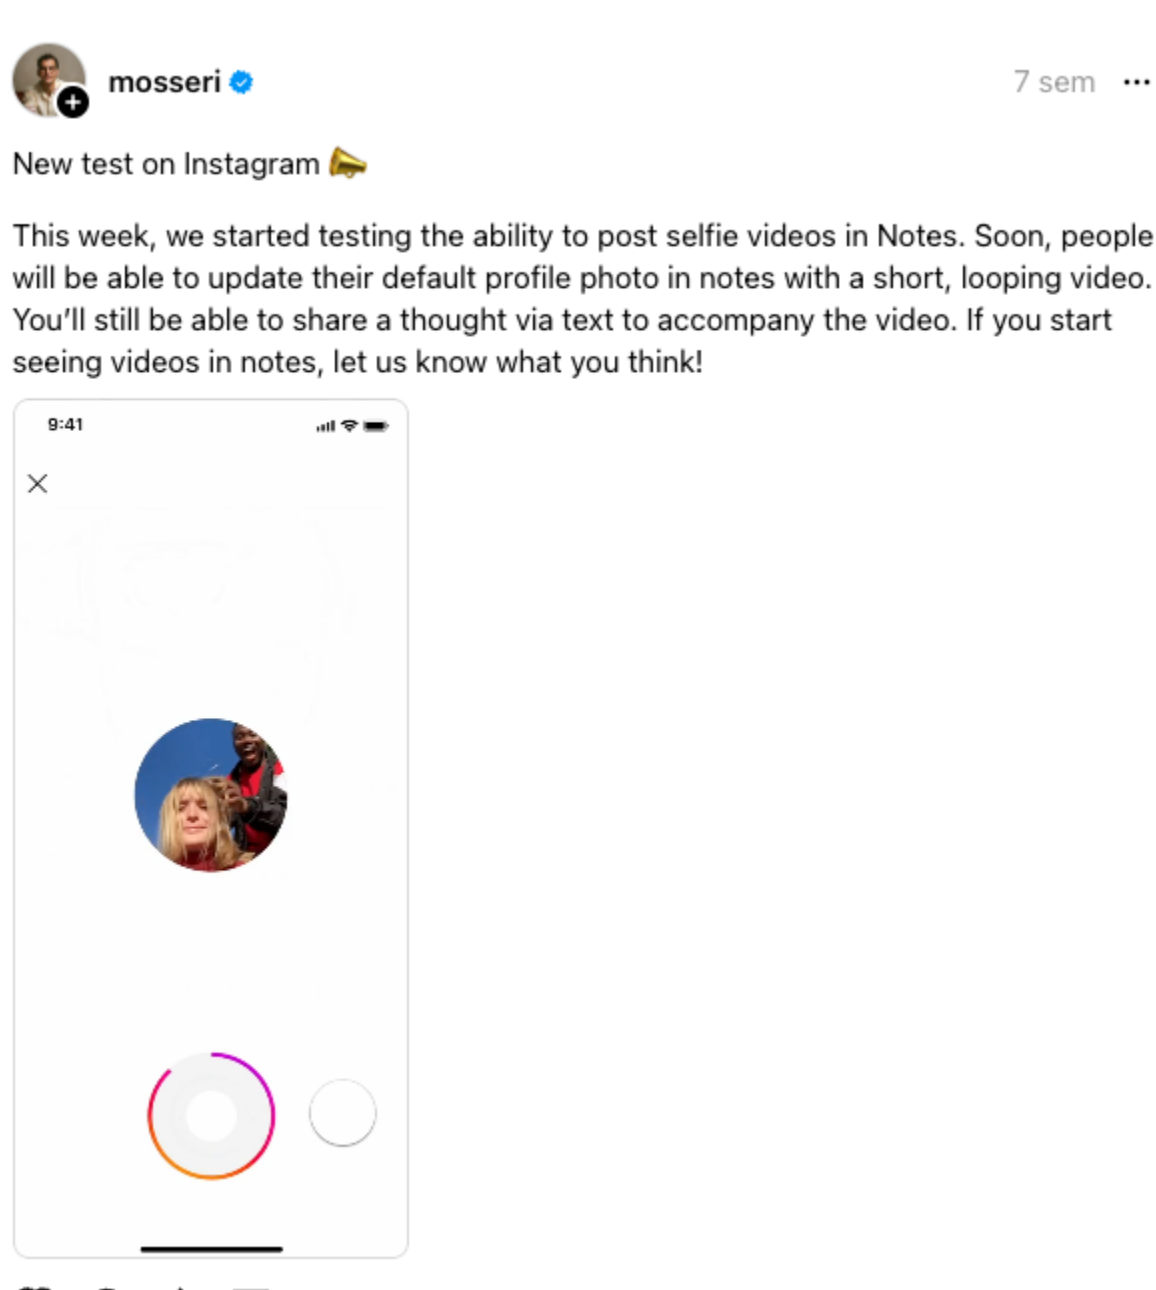 mosseri
7 sem
New test on Instagram 📣
This week, we started testing the ability to post selfie videos in Notes. Soon, people
will be able to update their default profile photo in notes with a short, looping video.
You’ll still be able to share a thought via text to accompany the video. If you start
seeing videos in notes, let us know what you think!
9:41